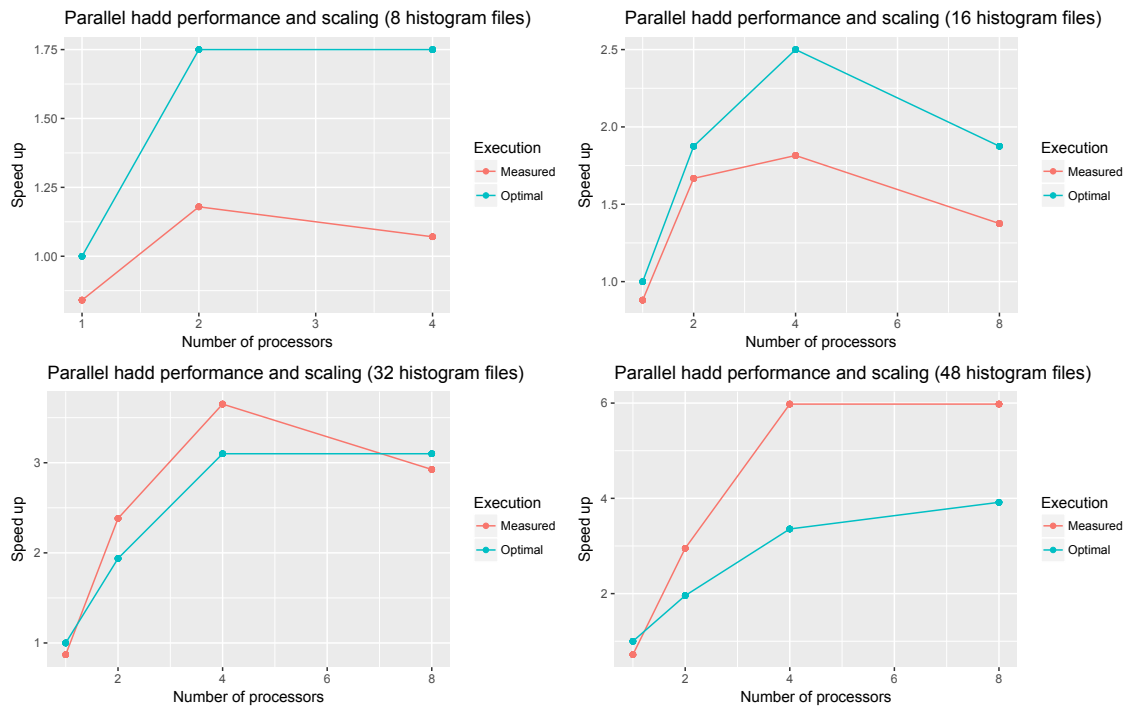 Parallel hadd performance and scaling (8 histogram files)
1.75
1.50
1.25
1.00
Speed up
1 2 3 4
Number of processors
Execution
Measured
Optimal
Parallel hadd performance and scaling (16 histogram files)
2.5
2.0
1.5
1.0
Speed up
2 4 6 8
Number of processors
Execution
Measured
Optimal
Parallel hadd performance and scaling (32 histogram files)
3
2
1
Speed up
2 4 6 8
Number of processors
Execution
Measured
Optimal
Parallel hadd performance and scaling (48 histogram files)
6
4
2
Speed up
2 4 6 8
Number of processors
Execution
Measured
Optimal